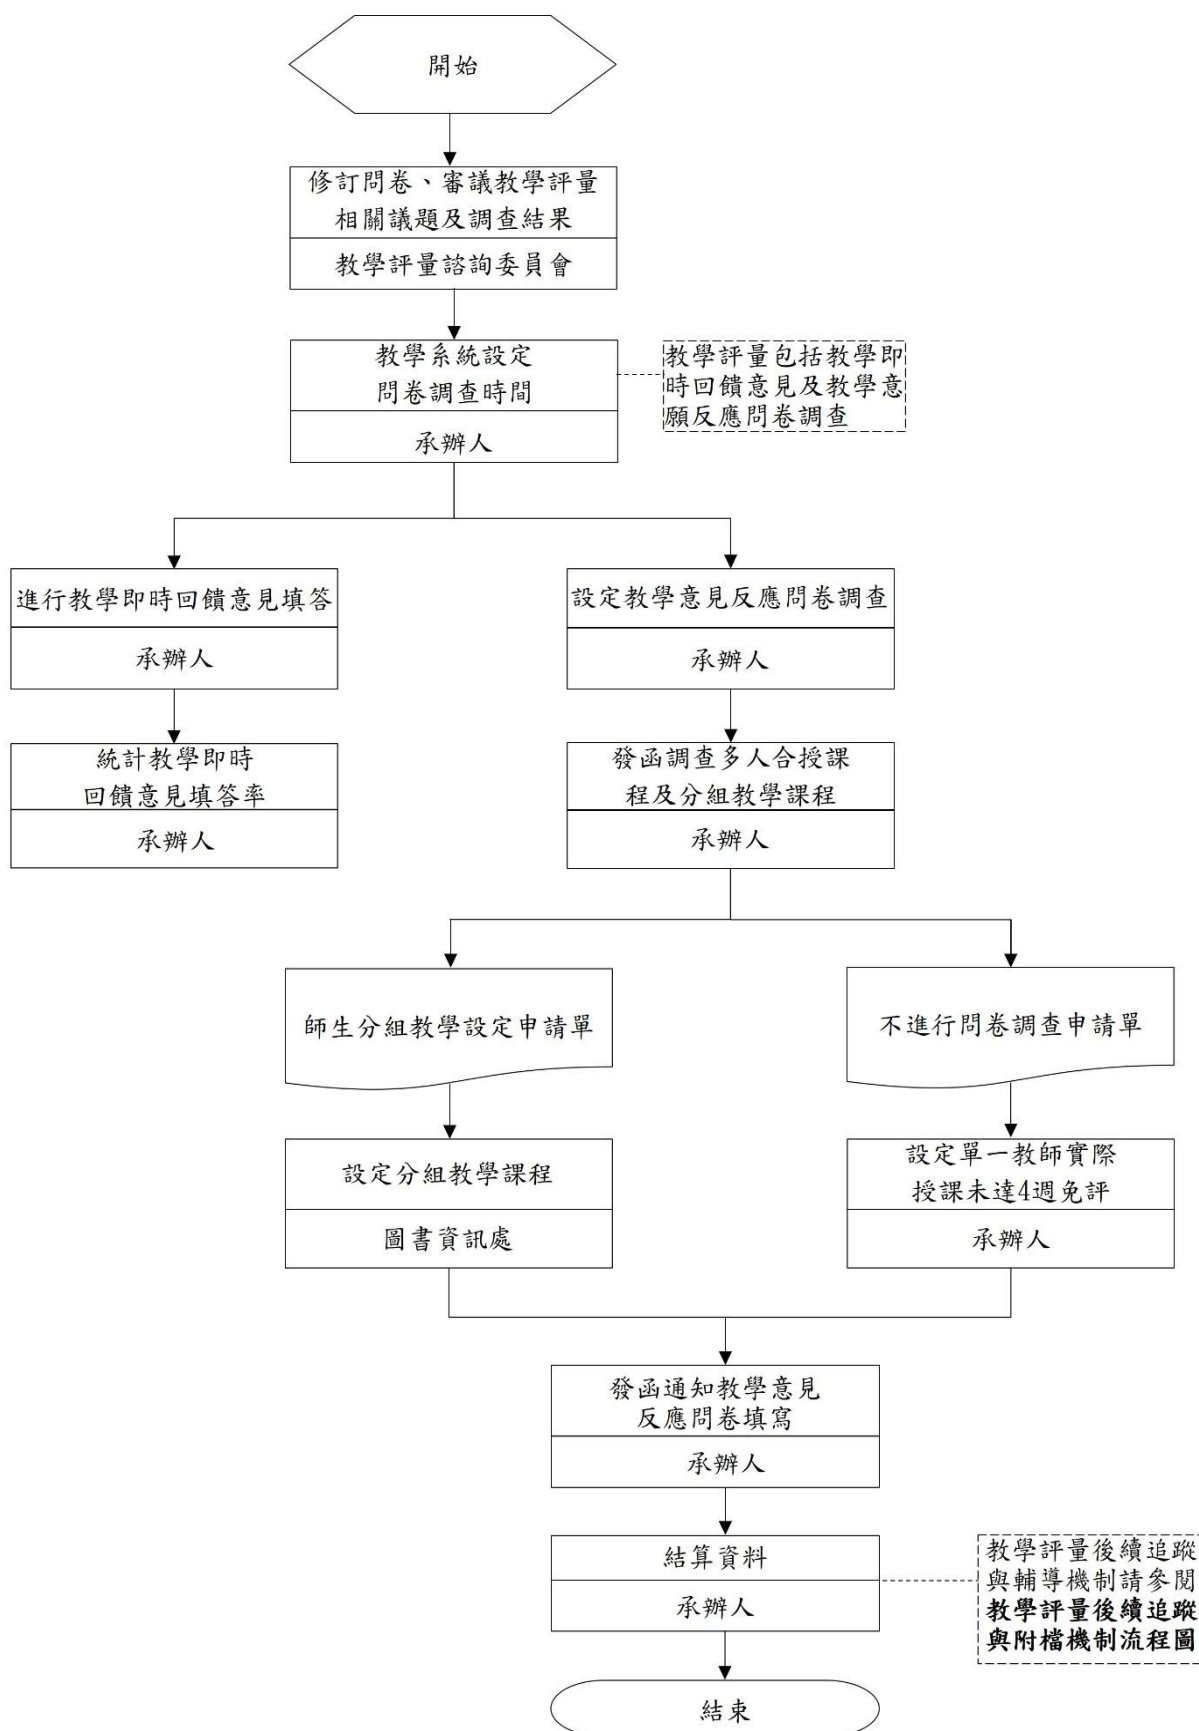 開始
修訂問卷、審議教學評量
相關議題及調查結果
教學評量諮詢委員會
教學系統設定
問卷調查時間
承辦人
教學評量包括教學即
時回饋意見及教學意
願反應問卷調查
進行教學即時回饋意見填答
承辦人
設定教學意見反應問卷調查
承辦人
統計教學即時
回饋意見填答率
承辦人
發函調查多人合授課
程及分組教學課程
承辦人
師生分組教學設定申請單
不進行問卷調查申請單
設定分組教學課程
圖書資訊處
設定單一教師實際
授課未達4週免評
承辦人
發函通知教學意見
反應問卷填寫
承辦人
結算資料
承辦人
教學評量後續追蹤
與輔導機制請參閱
教學評量後續追蹤
與附檔機制流程圖
結束